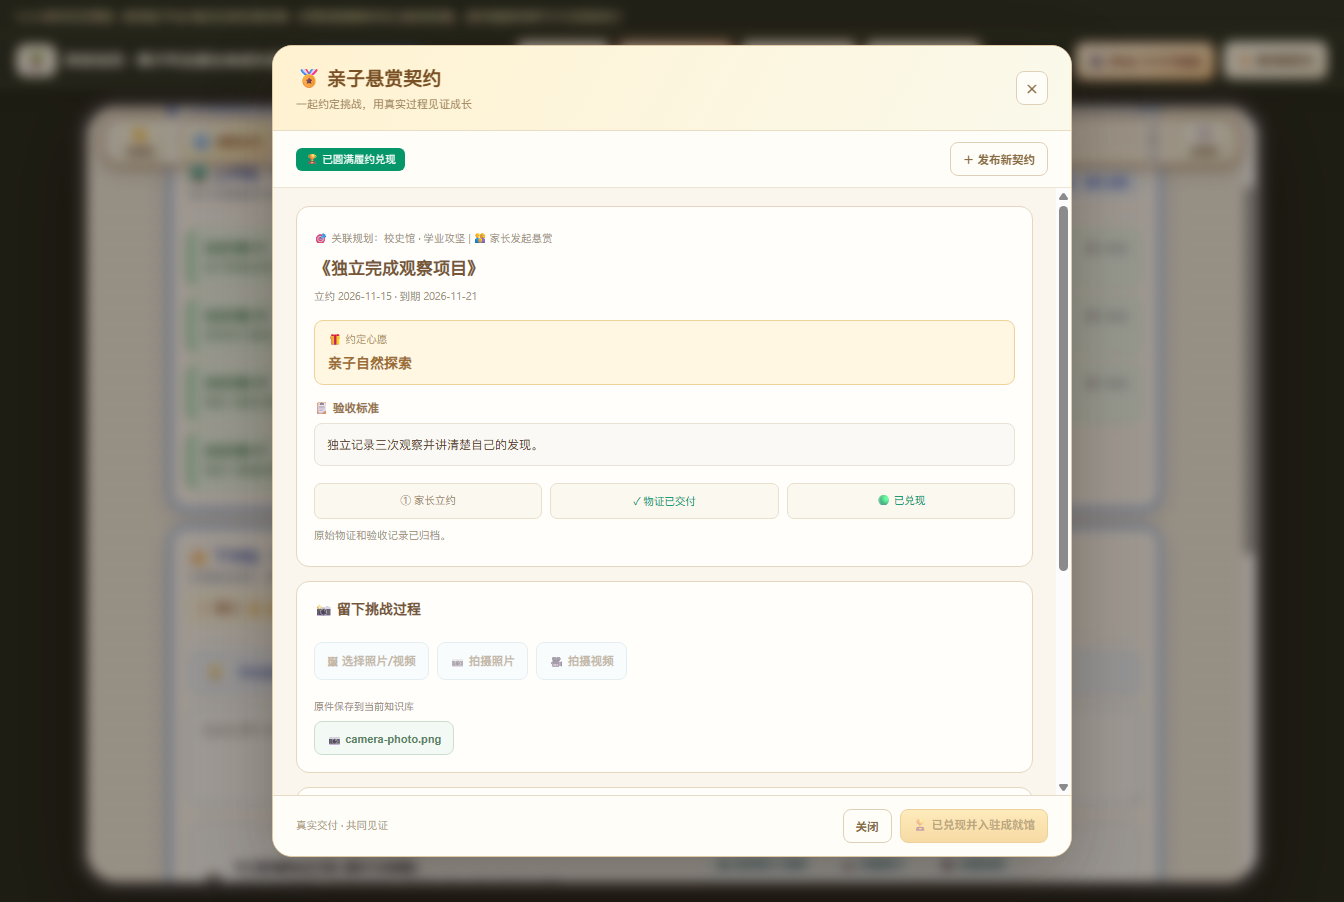 亲子悬赏契约
一起约定挑战，用真实过程见证成长
已圆满履约兑现
＋ 发布新契约
关联规划：校史馆 · 学业攻坚 | 家长发起悬赏
《独立完成观察项目》
立约 2026-11-15 · 到期 2026-11-21
约定心愿
亲子自然探索
验收标准
独立记录三次观察并讲清楚自己的发现。
① 家长立约
✓ 物证已交付
已兑现
原始物证和验收记录已归档。
留下挑战过程
选择照片/视频
拍摄照片
拍摄视频
原件保存到当前知识库
camera-photo.png
真实交付 · 共同见证
关闭
已兑现并入驻成就馆